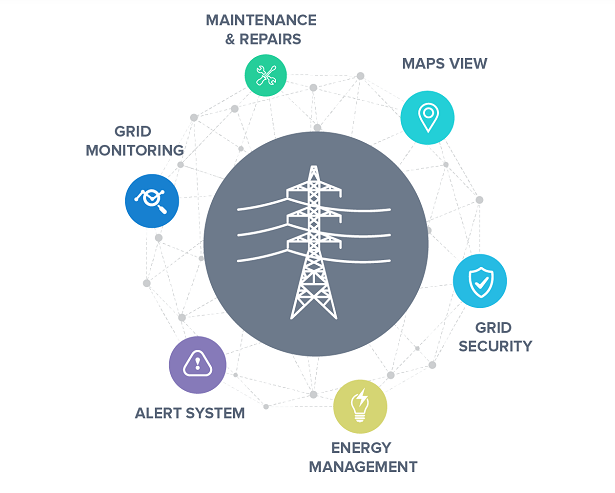 MAINTENANCE
& REPAIRS
MAPS VIEW
GRID
MONITORING
GRID
SECURITY
ALERT SYSTEM
ENERGY
MANAGEMENT